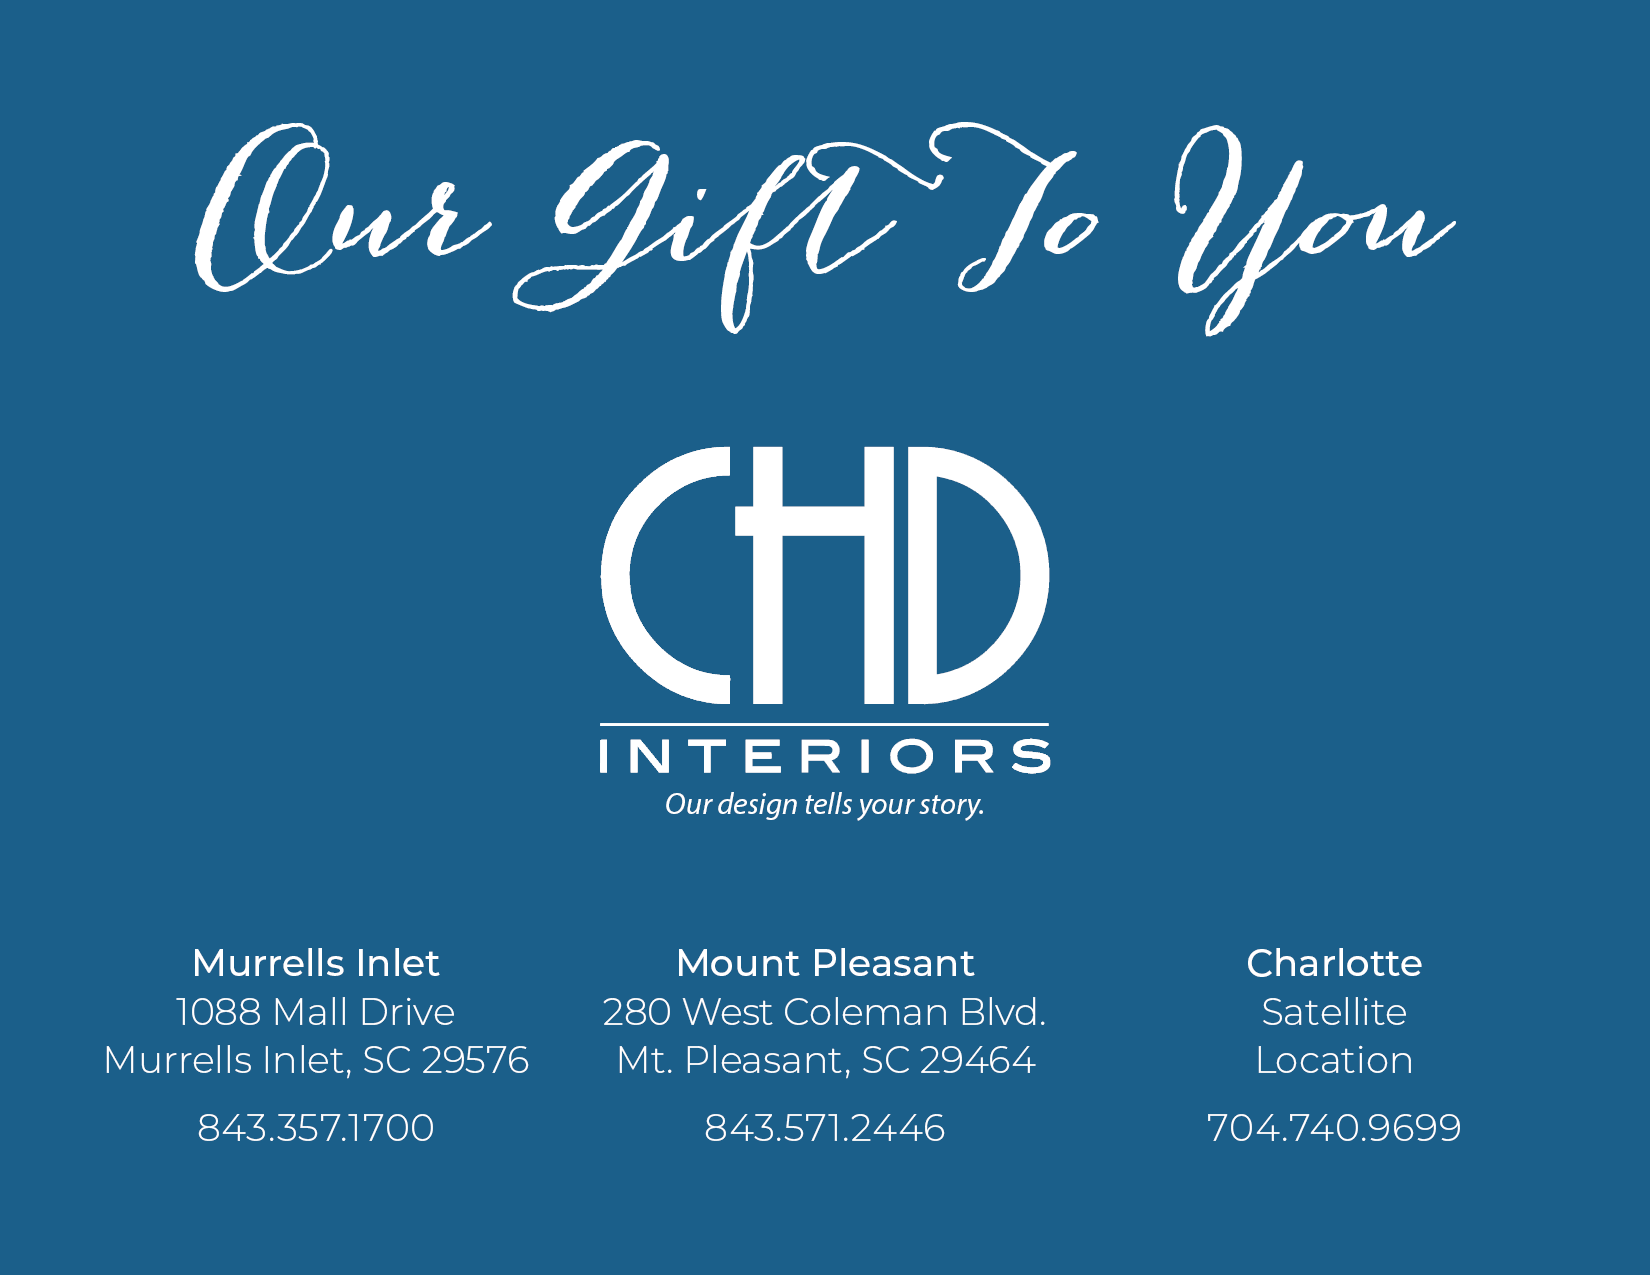 Our Gift To You
CHD
INTERIORS
Our design tells your story.
Murrells Inlet
1088 Mall Drive
Murrells Inlet, SC 29576
843.357.1700
Mount Pleasant
280 West Coleman Blvd.
Mt. Pleasant, SC 29464
843.571.2446
Charlotte
Satellite
Location
704.740.9699